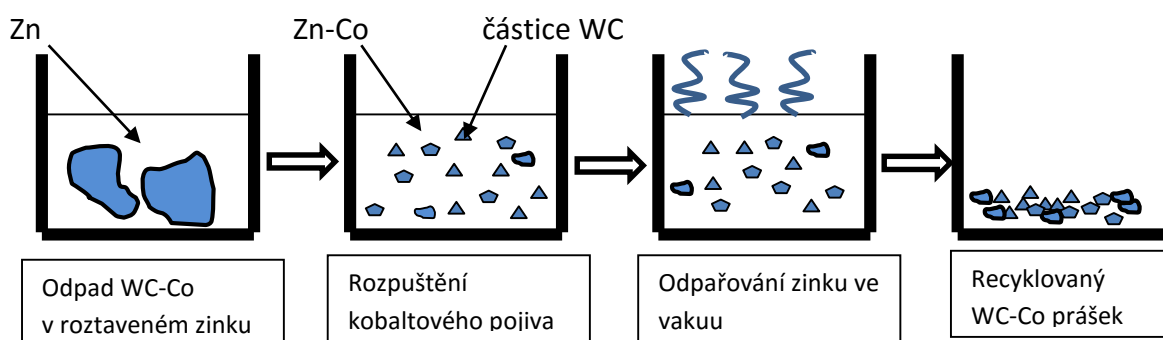 Zn
Zn-Co
částice WC
Odpad WC-Co
v roztaveném zinku
Rozpuštění
kobaltového pojiva
Odpařování zinku ve
vakuu
Recyklovaný
WC-Co prášek